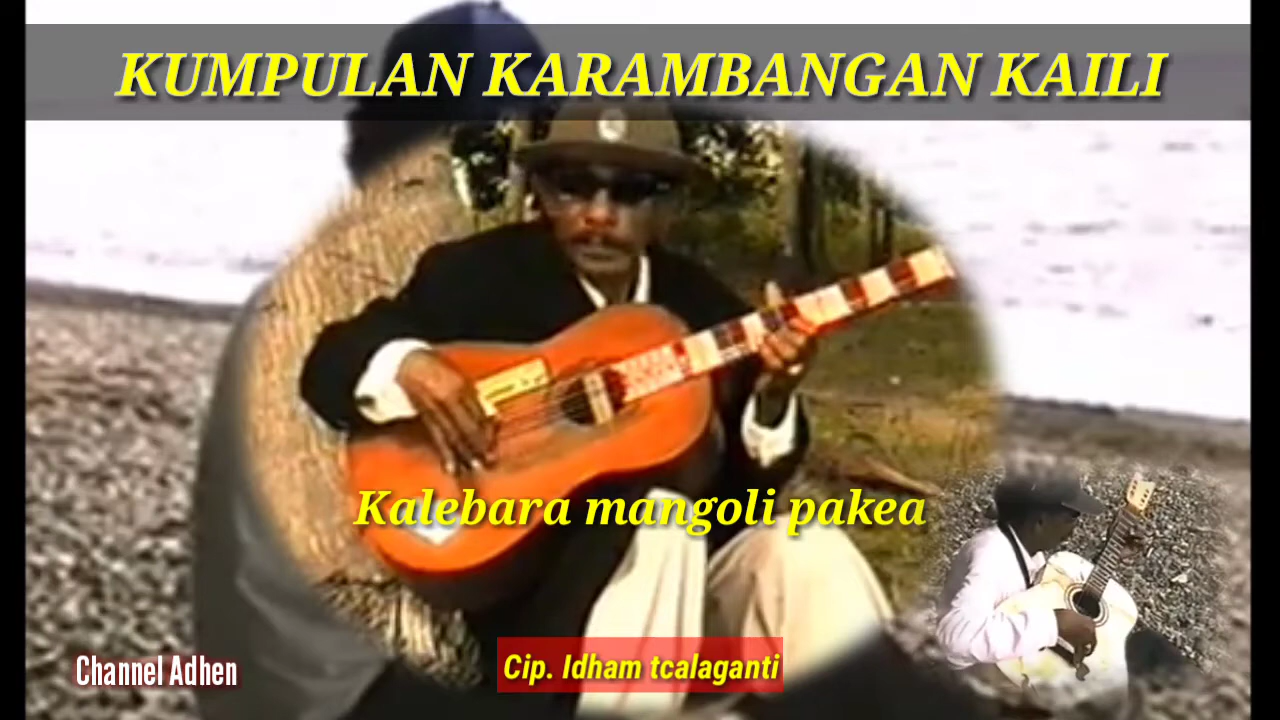 KUMPULAN KARAMBANGAN KAILI
Kalebara mangoli pakea
Cip. Idham tcalaganti
Channel Adhen